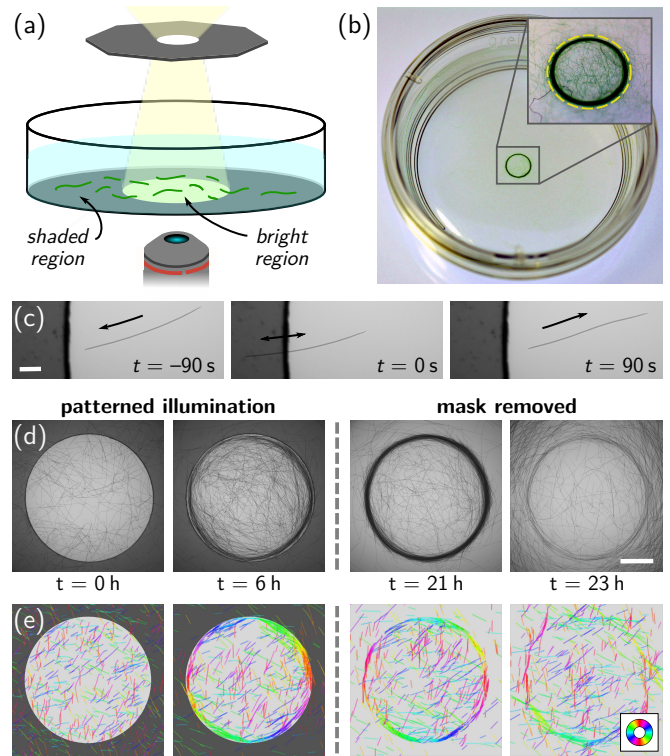 (a)
(b)
shaded
region
bright
region
(c)
t = –90 s
t = 0 s
t = 90 s
patterned illumination
mask removed
(d)
t = 0 h
t = 6 h
t = 21 h
t = 23 h
(e)